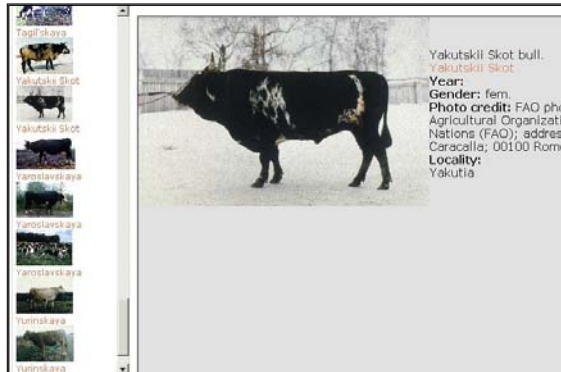 Tagil'skaya
Yakutskii Skot
Yakutskii Skot
Yaroslavskaya
Yaroslavskaya
Yaroslavskaya
Yurinskaya
Yurinskaya
Yakutskii Skot bull.
Yakutskii Skot
Year:
Gender: fem.
Photo credit: FAO pho
Agricultural Organizati
Nations (FAO); addres
Caracalla; 00100 Rom
Locality:
Yakutia